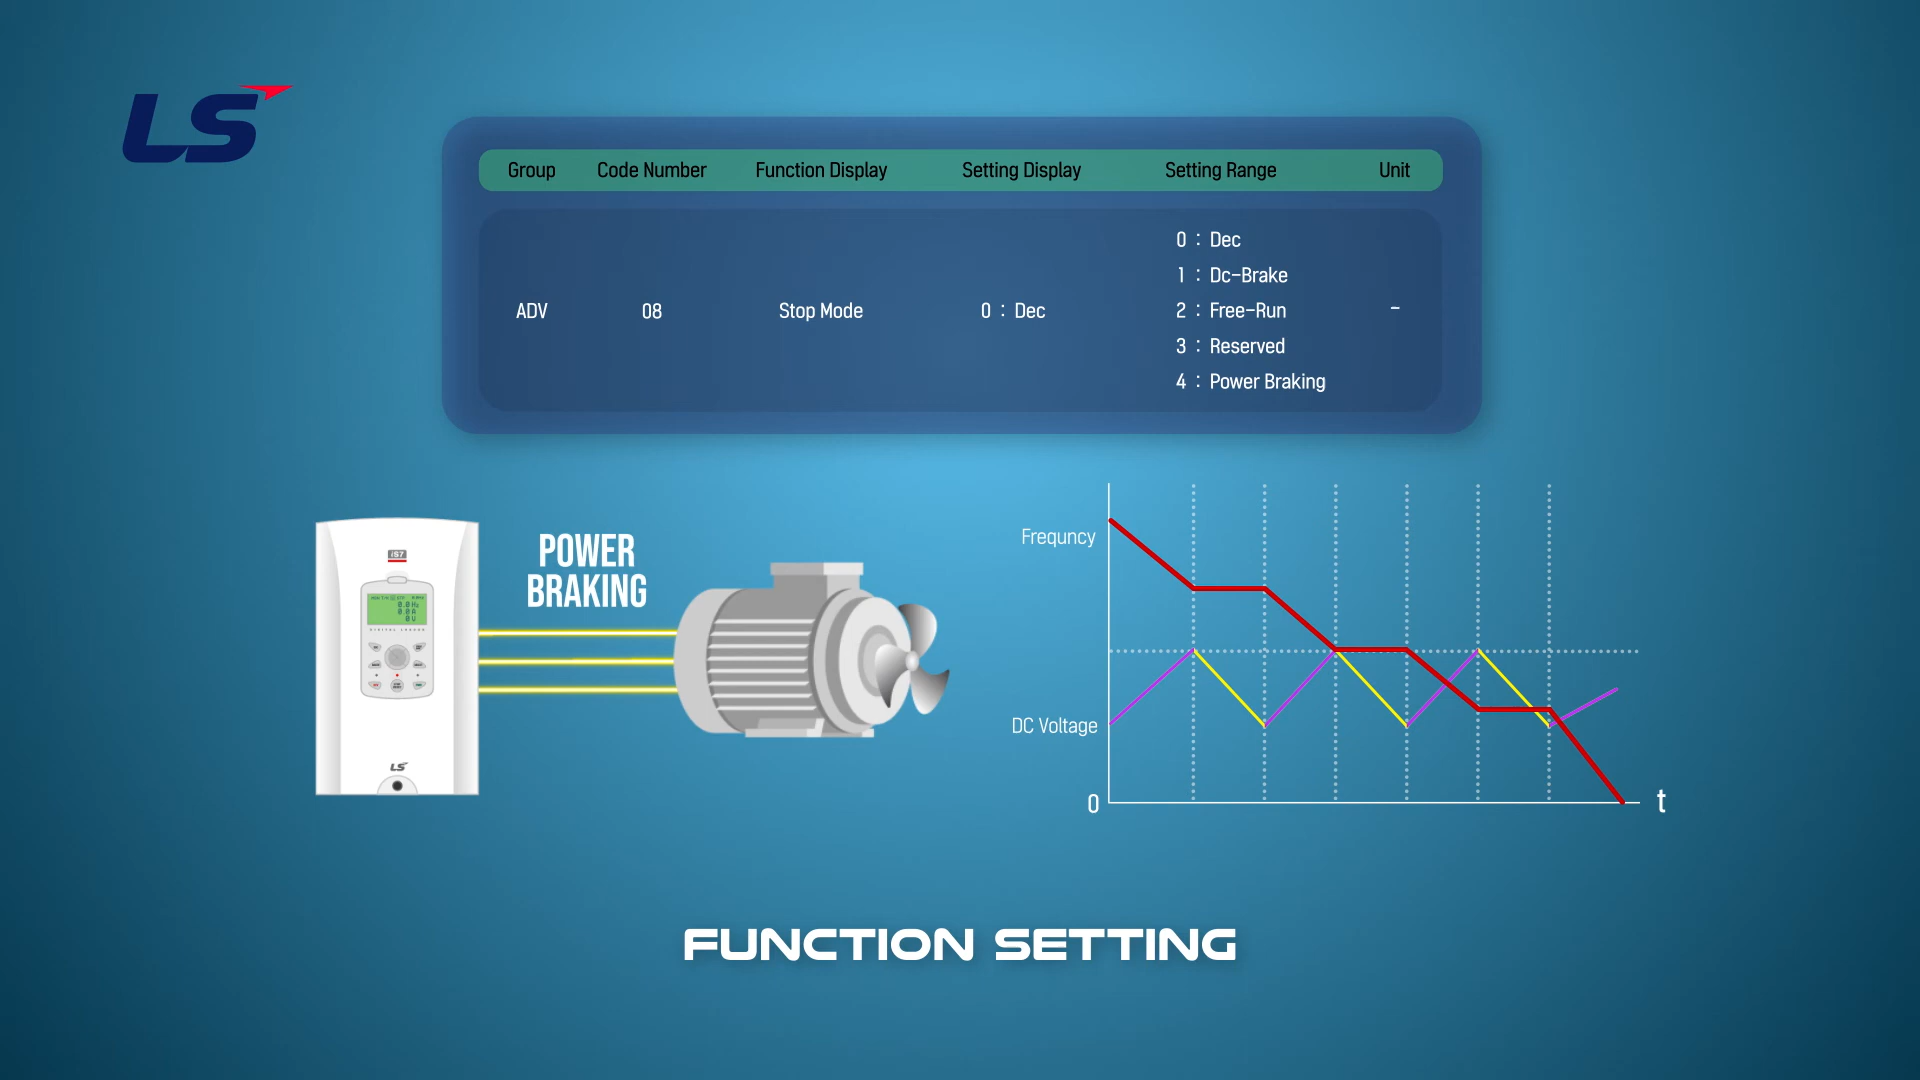 LS
Group Code Number Function Display Setting Display Setting Range Unit
0 : Dec
1 : Dc-Brake
ADV 08 Stop Mode 0 : Dec 2 : Free-Run -
3 : Reserved
4 : Power Braking
iS7
POWER
BRAKING
LS
Frequncy
DC Voltage
0
t
FUNCTION SETTING